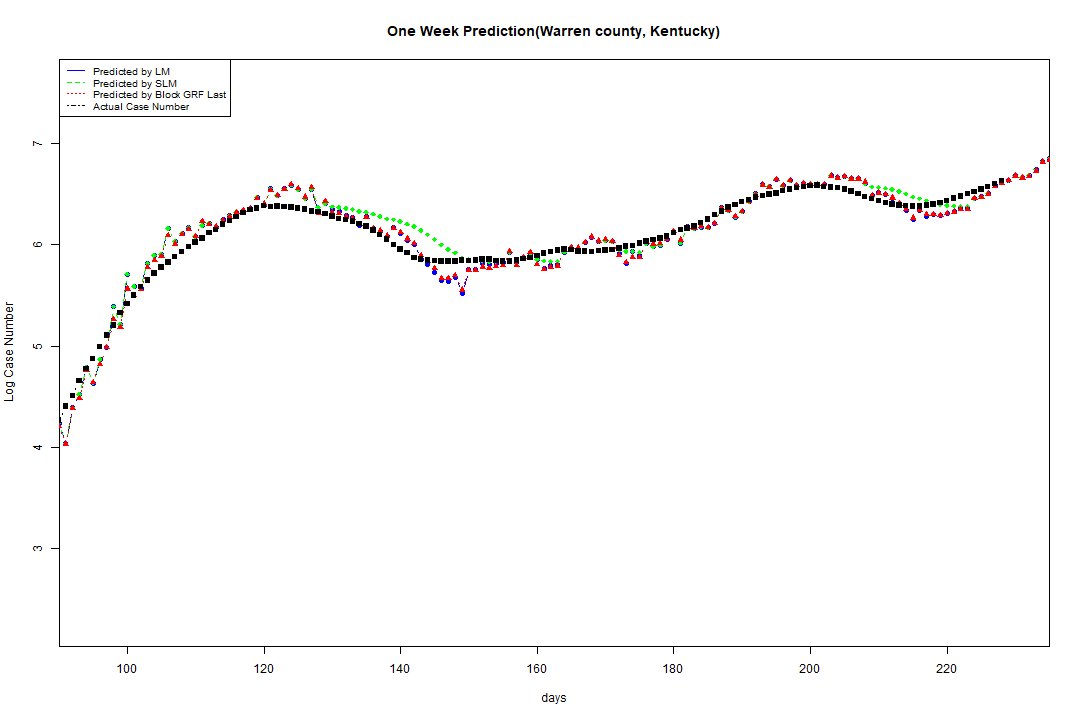 One Week Prediction(Warren county, Kentucky)
Predicted by LM
Predicted by SLM
Predicted by Block GRF Last
Actual Case Number
Log Case Number
7
6
5
4
3
100 120 140 160 180 200 220
days